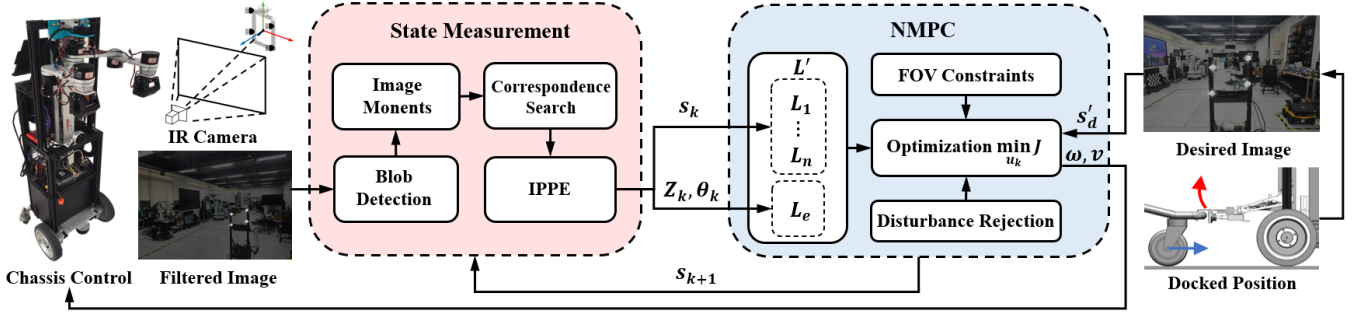 State Measurement
NMPC
Image
Monents
Correspondence
Search
Blob
Detection
IPPE
IR Camera
Filtered Image
Chassis Control
s_k
Z_k, θ_k
s_{k+1}
L′
L_1
⋮
L_n
L_e
FOV Constraints
Optimization min J
u_k
Disturbance Rejection
s′_d
ω, v
Desired Image
Docked Position